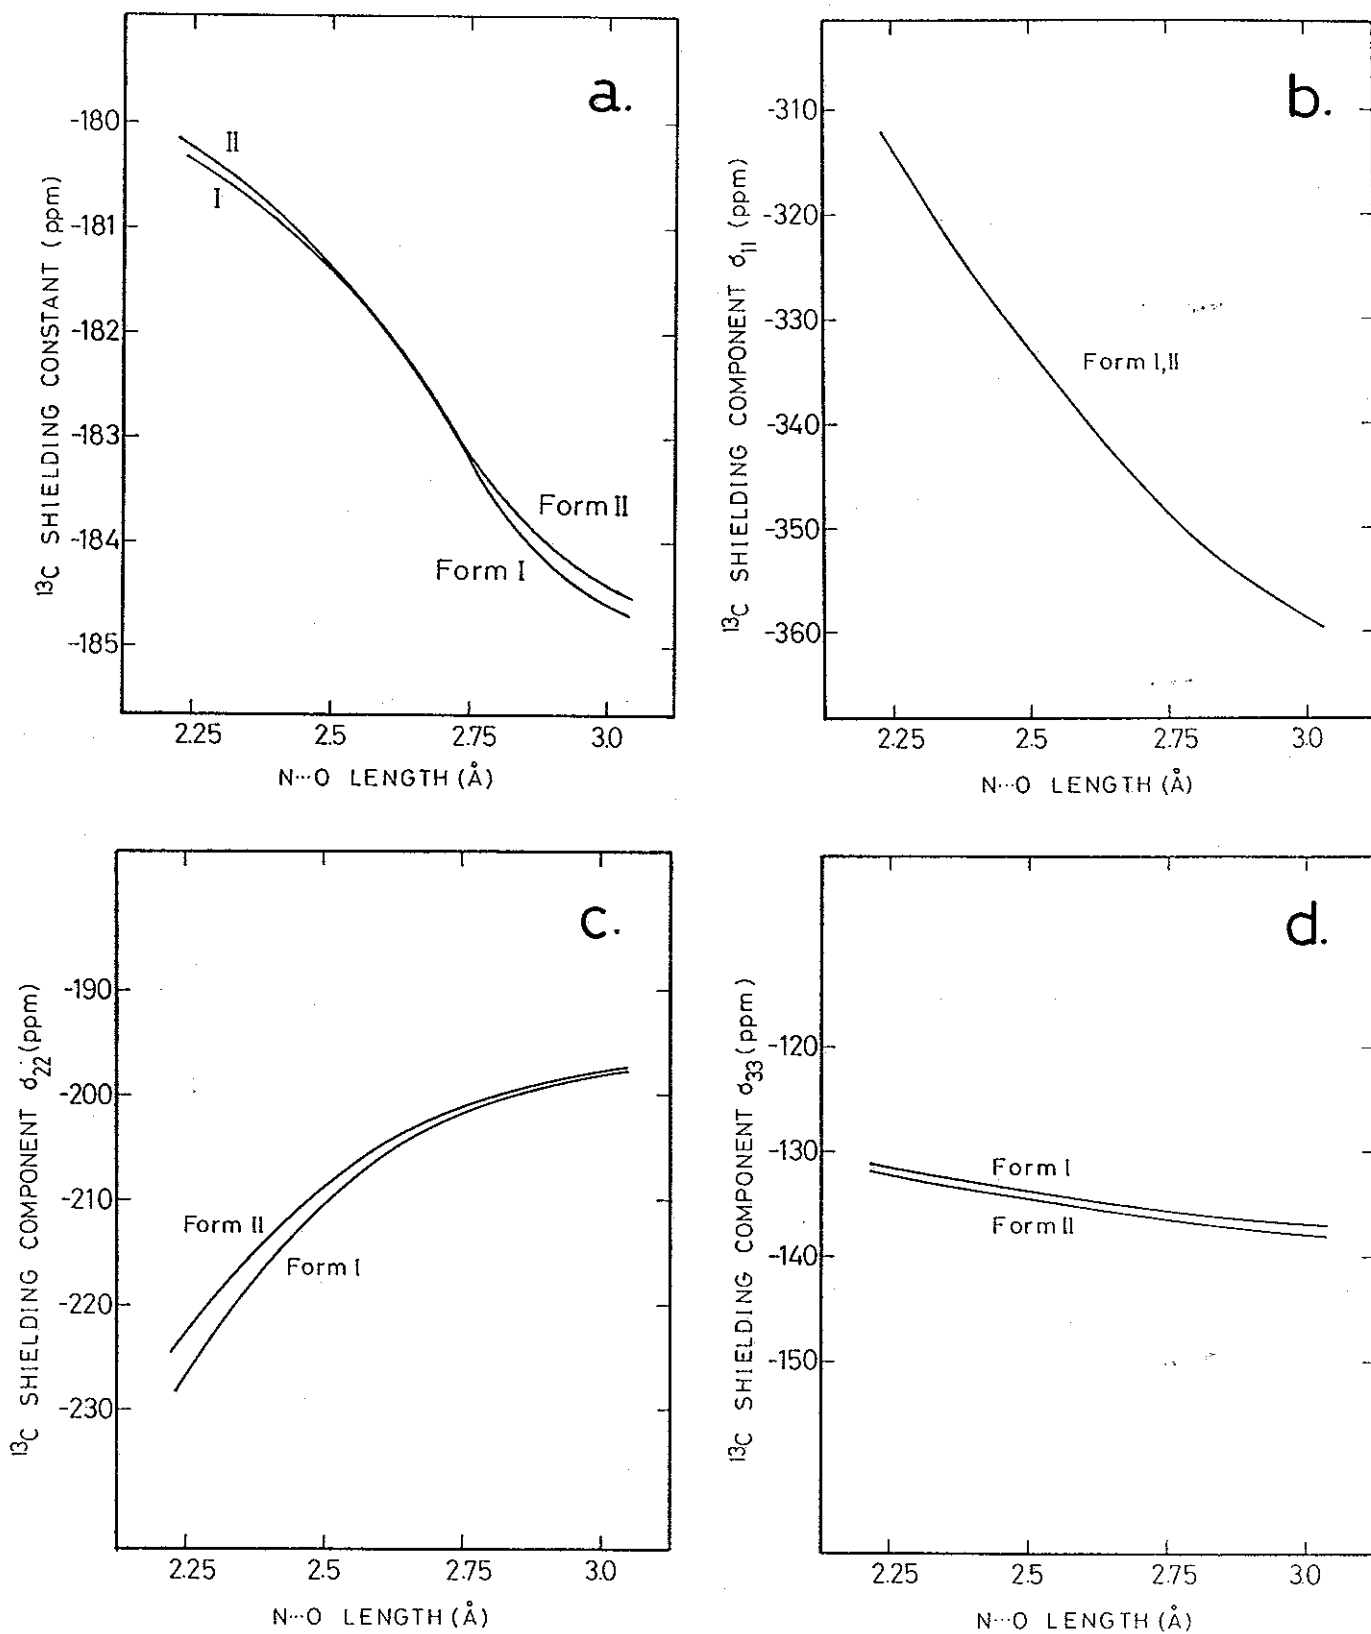 a.
¹³C SHIELDING CONSTANT (ppm)
-180
-181
-182
-183
-184
-185
II
I
Form II
Form I
2.25 2.5 2.75 3.0
N···O LENGTH (Å)
b.
¹³C SHIELDING COMPONENT σ₁₁ (ppm)
-310
-320
-330
-340
-350
-360
Form I,II
2.25 2.5 2.75 3.0
N···O LENGTH (Å)
c.
¹³C SHIELDING COMPONENT σ₂₂ (ppm)
-190
-200
-210
-220
-230
Form II
Form I
2.25 2.5 2.75 3.0
N···O LENGTH (Å)
d.
¹³C SHIELDING COMPONENT σ₃₃ (ppm)
-120
-130
-140
-150
Form I
Form II
2.25 2.5 2.75 3.0
N···O LENGTH (Å)